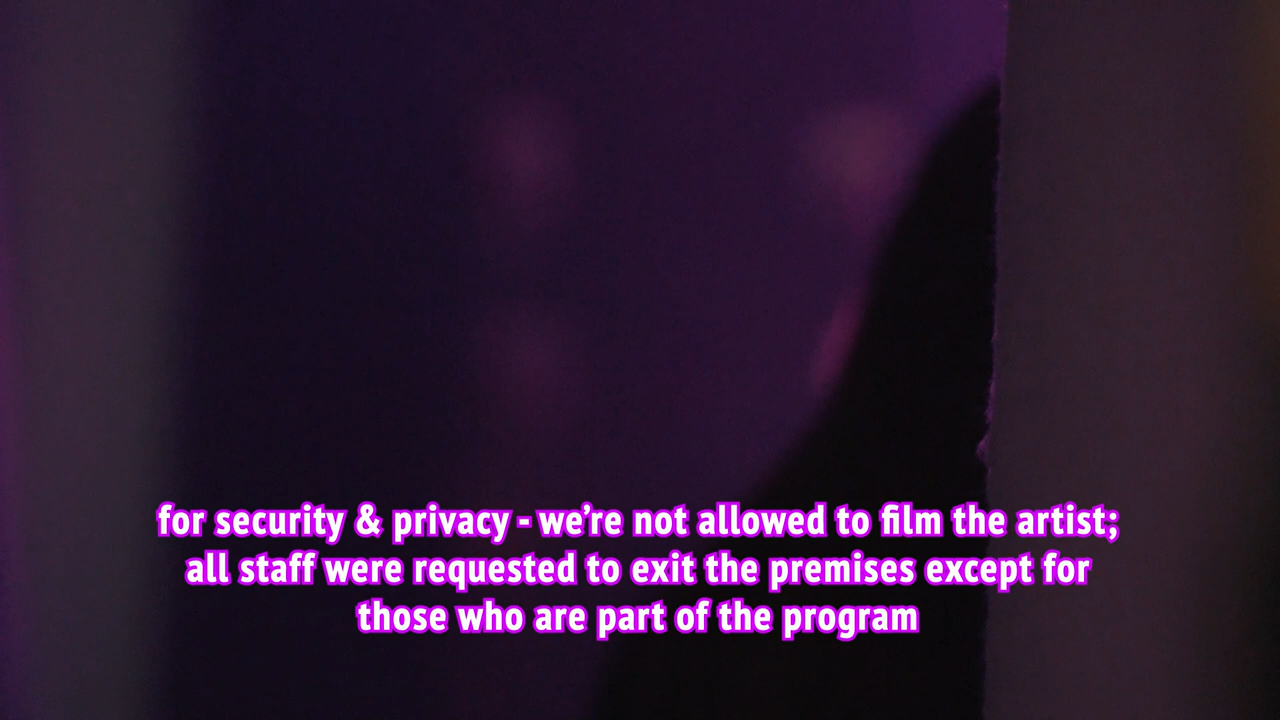 for security & privacy - we’re not allowed to film the artist;
all staff were requested to exit the premises except for
those who are part of the program